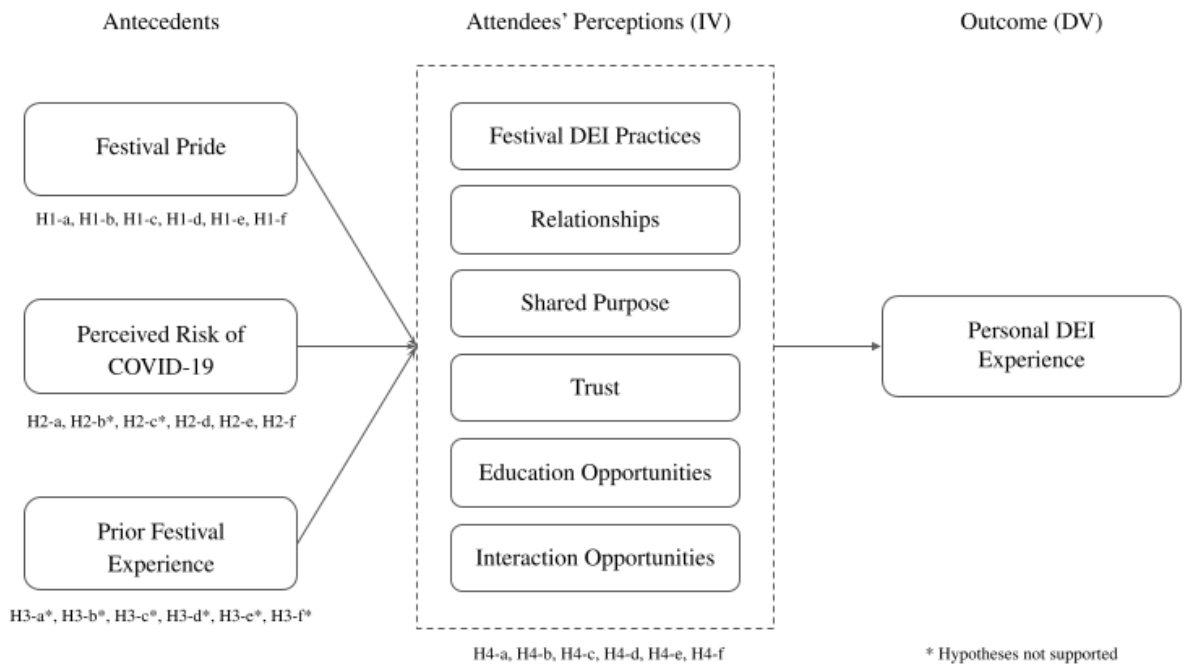 Antecedents
Attendees' Perceptions (IV)
Outcome (DV)
Festival Pride
H1-a, H1-b, H1-c, H1-d, H1-e, H1-f
Perceived Risk of
COVID-19
H2-a, H2-b*, H2-c*, H2-d, H2-e, H2-f
Prior Festival
Experience
H3-a*, H3-b*, H3-c*, H3-d*, H3-e*, H3-f*
Festival DEI Practices
Relationships
Shared Purpose
Trust
Education Opportunities
Interaction Opportunities
H4-a, H4-b, H4-c, H4-d, H4-e, H4-f
Personal DEI
Experience
* Hypotheses not supported